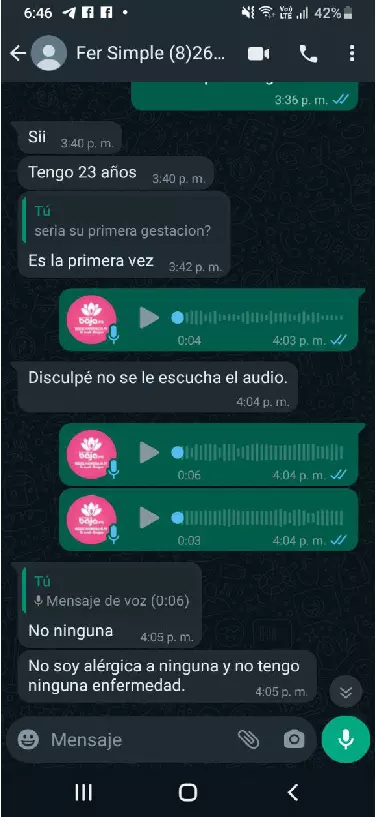 6:46
42%
Fer Simple (8)26...
3:36 p. m.
Sii
3:40 p. m.
Tengo 23 años
3:40 p. m.
Tú
seria su primera gestacion?
Es la primera vez
3:42 p. m.
baja
0:04
4:03 p. m.
Disculpé no se le escucha el audio.
4:04 p. m.
baja
0:06
4:04 p. m.
baja
0:03
4:04 p. m.
Tú
Mensaje de voz (0:06)
No ninguna
4:05 p. m.
No soy alérgica a ninguna y no tengo
ninguna enfermedad.
4:05 p. m.
Mensaje